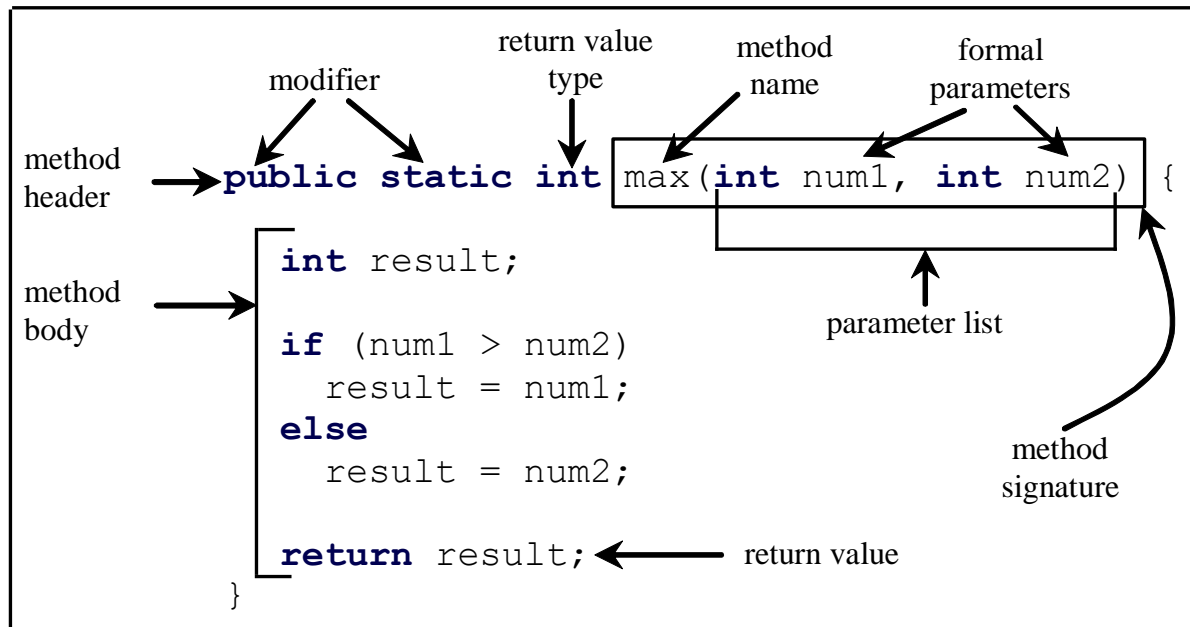 return value
type
method
name
formal
parameters
modifier
method
header
public static int max(int num1, int num2) {
method
body
int result;
if (num1 > num2)
result = num1;
else
result = num2;
return result;
}
parameter list
method
signature
return value